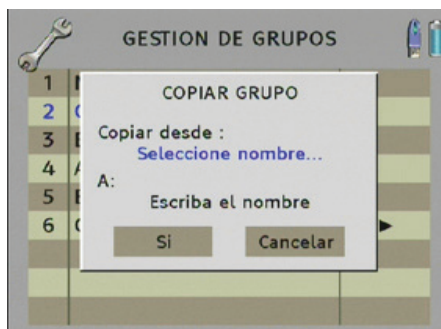 GESTION DE GRUPOS
COPIAR GRUPO
Copiar desde :
Seleccione nombre...
A:
Escriba el nombre
Si Cancelar
1
2
3
4
5
6